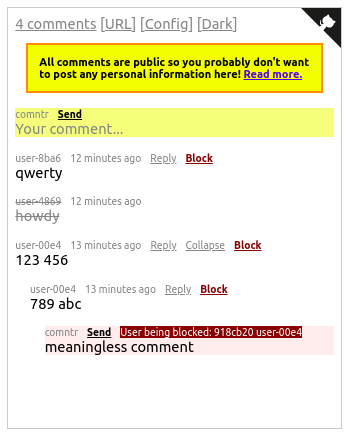 4 comments [URL] [Config] [Dark]
All comments are public so you probably don't want
to post any personal information here! Read more.
comntr Send
Your comment...
user-8ba6 12 minutes ago Reply Block
qwerty
user-4869 12 minutes ago
howdy
user-00e4 13 minutes ago Reply Collapse Block
123 456
user-00e4 13 minutes ago Reply Block
789 abc
comntr Send User being blocked: 918cb20 user-00e4
meaningless comment